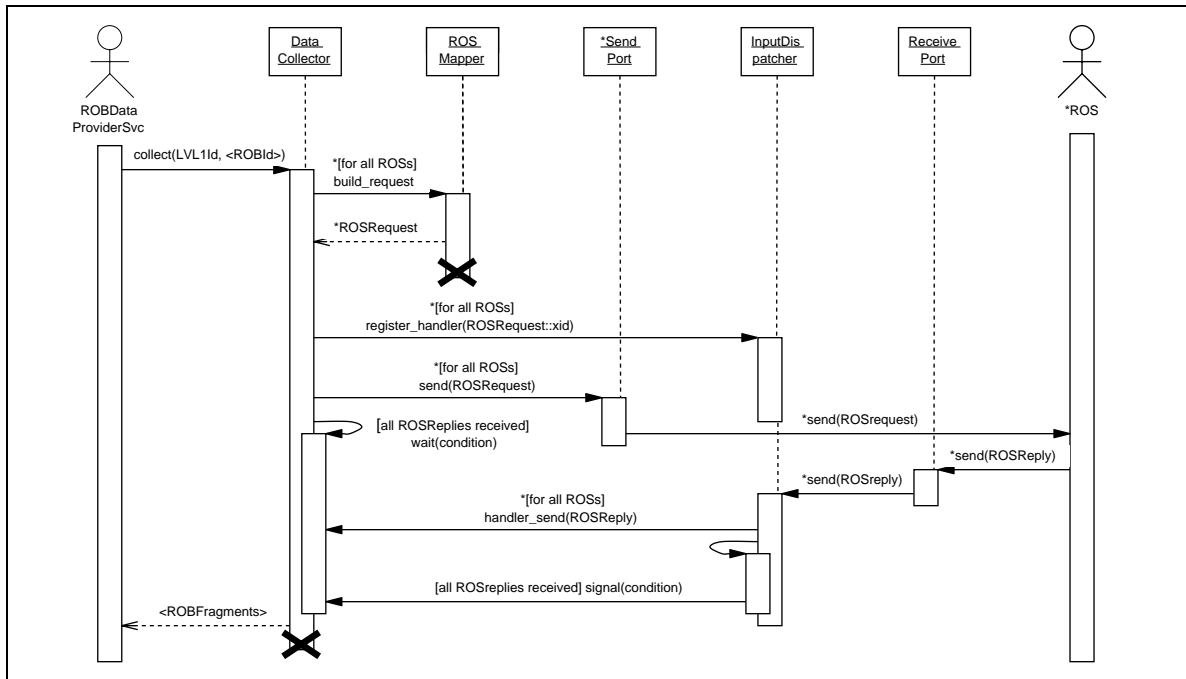 Data
Collector
ROS
Mapper
*Send
Port
InputDis
patcher
Receive
Port
ROBData
ProviderSvc
*ROS
collect(LVL1Id, <ROBId>)
*[for all ROSs]
build_request
*ROSRequest
*[for all ROSs]
register_handler(ROSRequest::xid)
*[for all ROSs]
send(ROSRequest)
[all ROSReplies received]
wait(condition)
*send(ROSrequest)
*send(ROSReply)
*send(ROSreply)
*[for all ROSs]
handler_send(ROSReply)
[all ROSreplies received] signal(condition)
<ROBFragments>